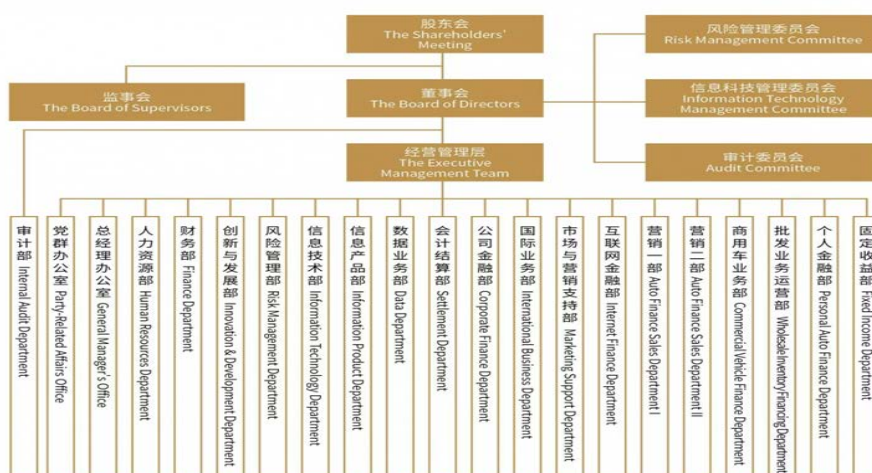 股东会
The Shareholders'
Meeting
风险管理委员会
Risk Management Committee
监事会
The Board of Supervisors
董事会
The Board of Directors
信息科技管理委员会
Information Technology
Management Committee
经营管理层
The Executive
Management Team
审计委员会
Audit Committee
审计部 Internal Audit Department
党群办公室 Party-Related Affairs Office
总经理办公室 General Manager's Office
人力资源部 Human Resources Department
财务部 Finance Department
创新与发展部 Innovation & Development Department
风险管理部 Risk Management Department
信息技术部 Information Technology Department
信息产品部 Information Product Department
数据业务部 Data Department
会计结算部 Settlement Department
公司金融部 Corporate Finance Department
国际业务部 International Business Department
市场与营销支持部 Marketing Support Department
互联网金融部 Internet Finance Department
营销一部 Auto Finance Sales Department I
营销二部 Auto Finance Sales Department II
商用车业务部 Commercial Vehicle Finance Department
批发业务运营部 Wholesale Inventory Financing Department
个人金融部 Personal Auto Finance Department
固定收益部 Fixed Income Department